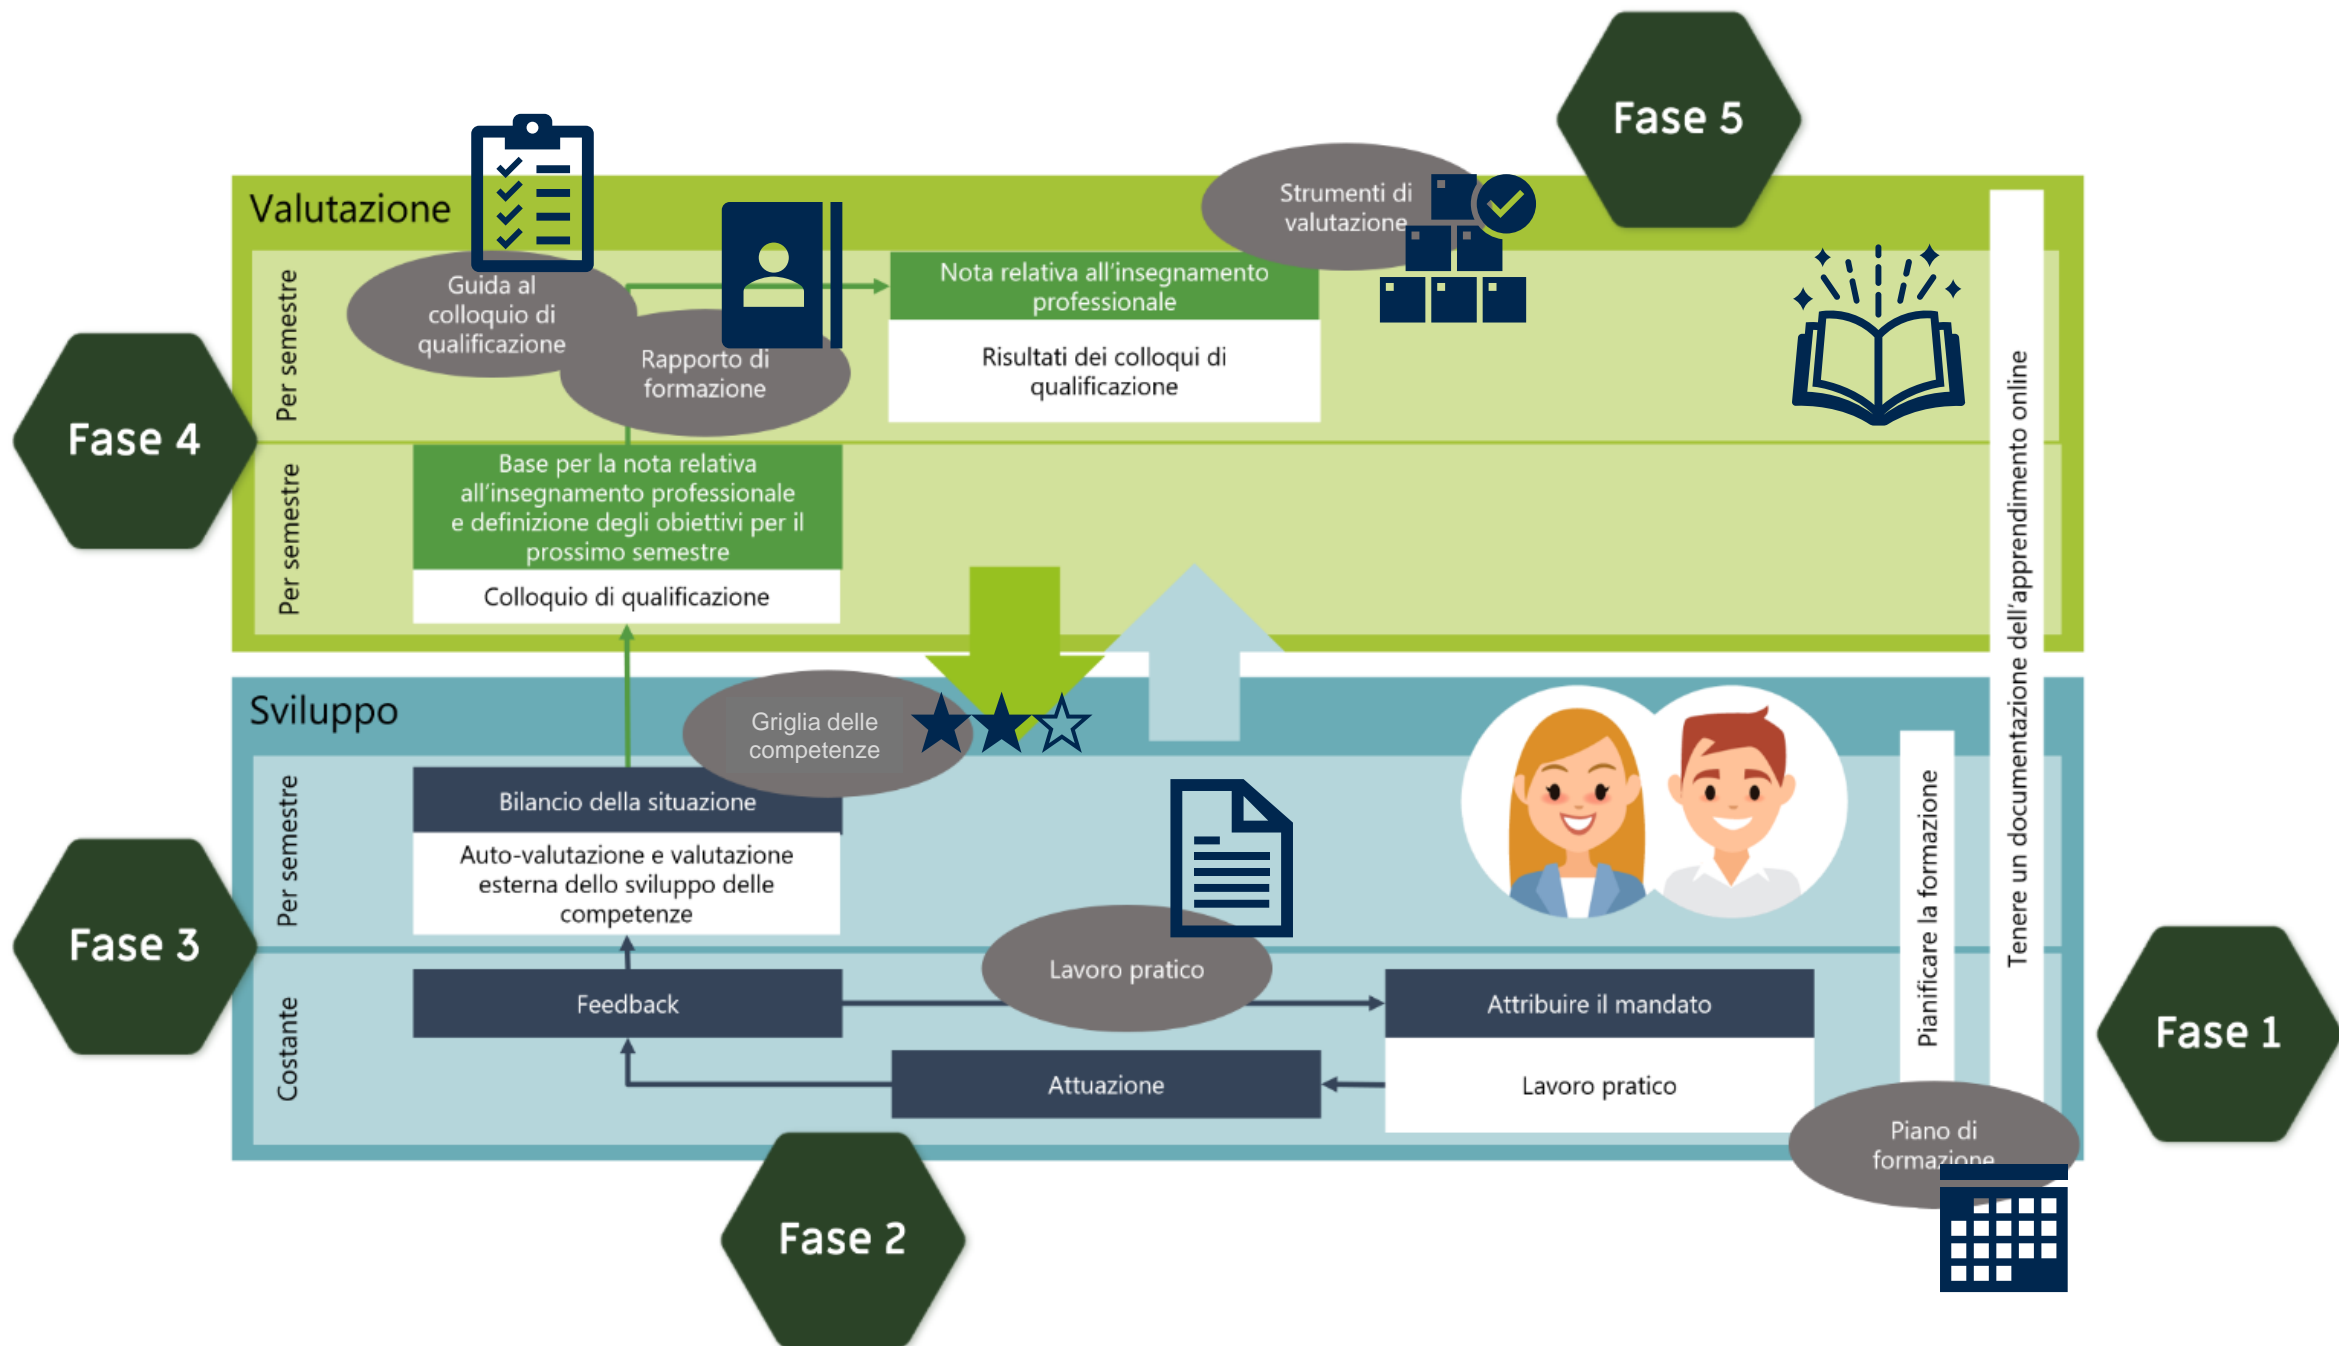 Fase 5
Valutazione
Strumenti di
valutazione
Per semestre
Guida al
colloquio di
qualificazione
Rapporto di
formazione
Nota relativa all'insegnamento
professionale
Risultati dei colloqui di
qualificazione
Fase 4
Per semestre
Base per la nota relativa
all'insegnamento professionale
e definizione degli obiettivi per il
prossimo semestre
Colloquio di qualificazione
Tenere un documentazione dell'apprendimento online
Sviluppo
Griglia delle
competenze
Per semestre
Bilancio della situazione
Auto-valutazione e valutazione
esterna dello sviluppo delle
competenze
Pianificare la formazione
Fase 3
Costante
Feedback
Lavoro pratico
Attribuire il mandato
Lavoro pratico
Attuazione
Fase 1
Piano di
formazione
Fase 2